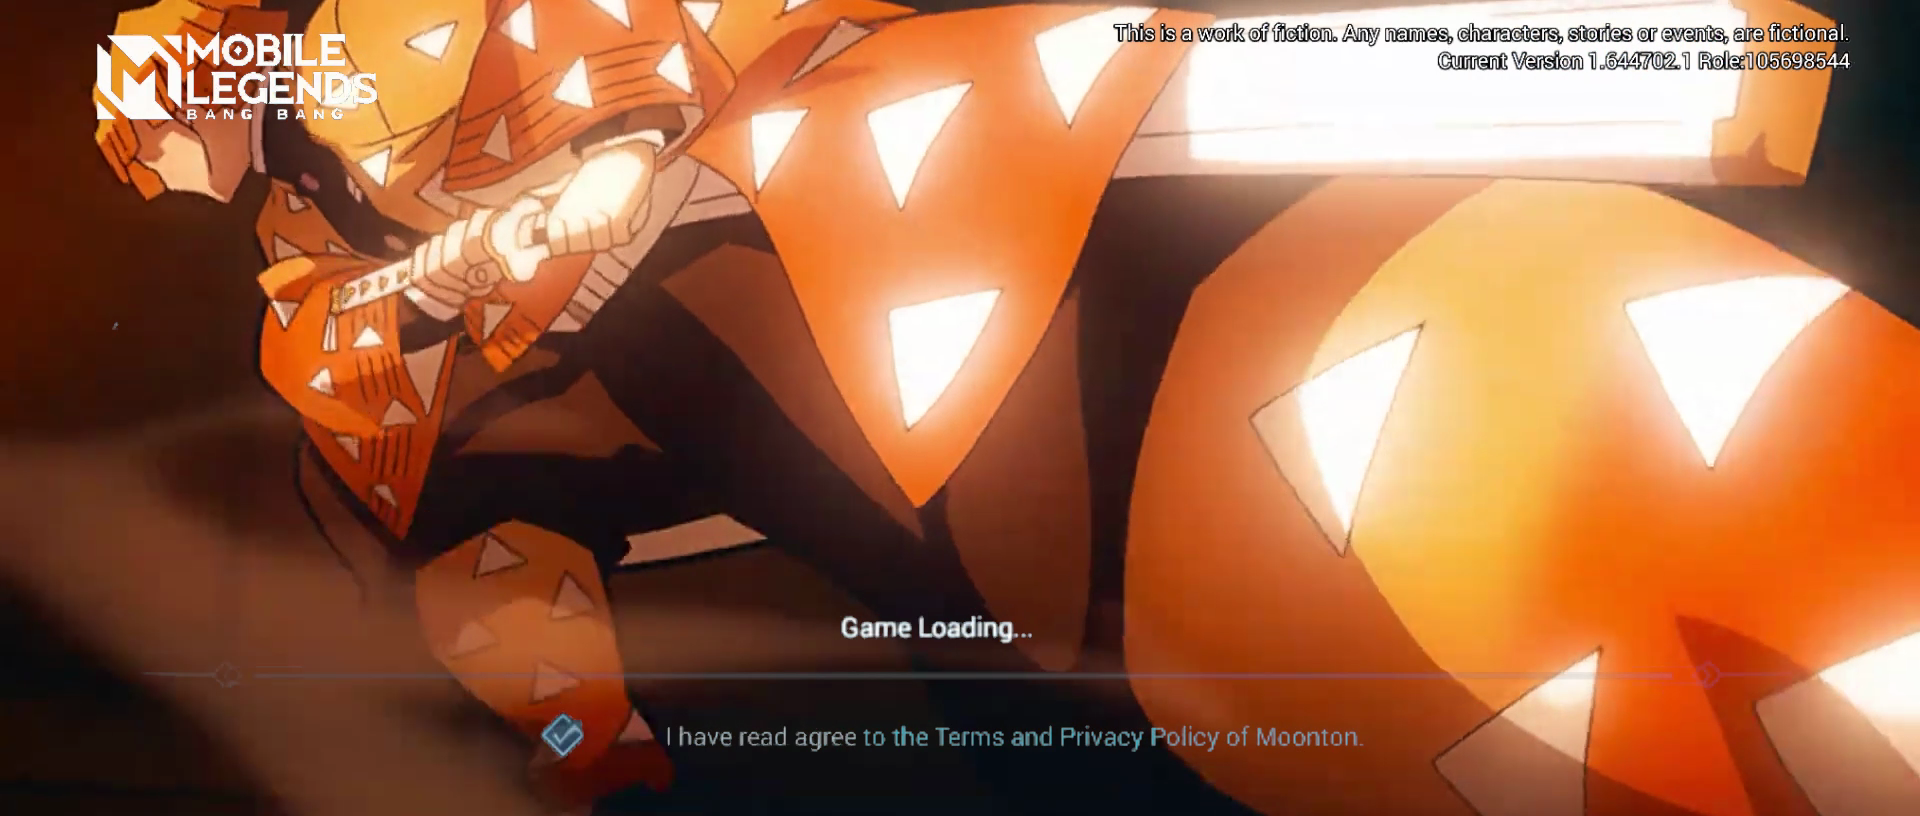 MOBILE
LEGENDS
BANG BANG
This is a work of fiction. Any names, characters, stories or events, are fictional.
Current Version 1.644702.1 Role:105698544
Game Loading...
I have read agree to the Terms and Privacy Policy of Moonton.